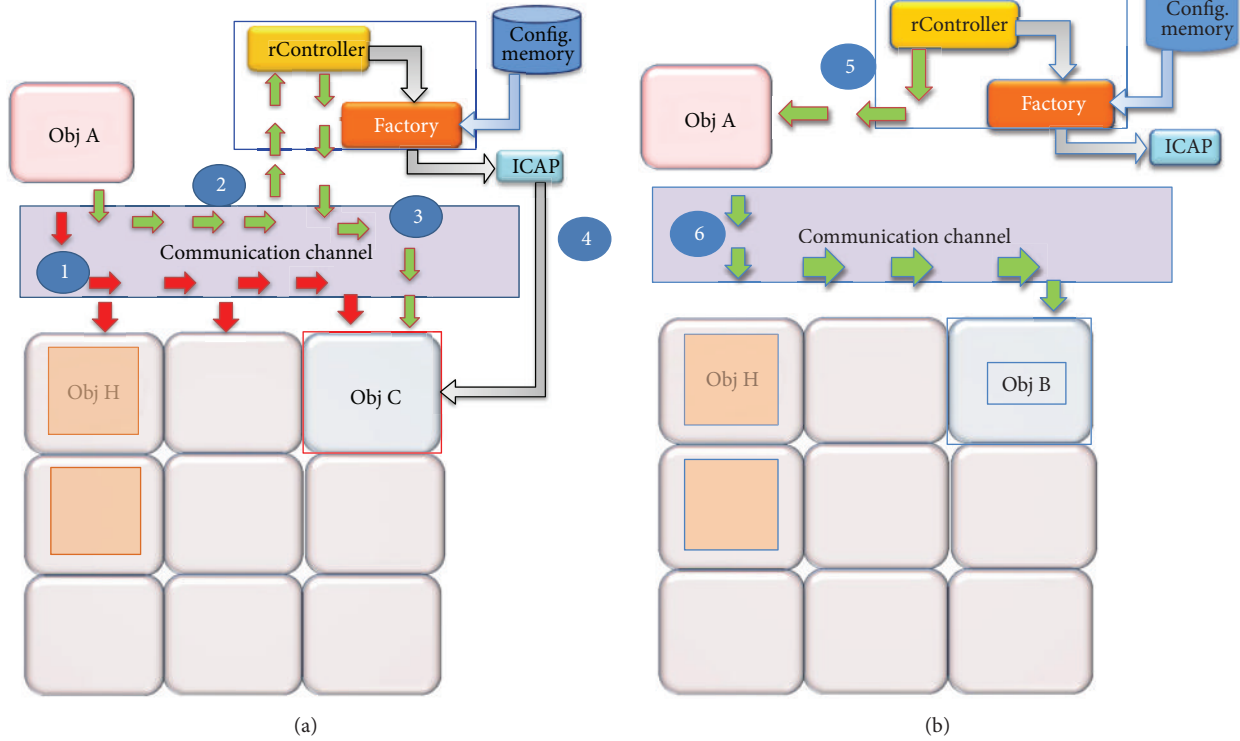 Config.
memory
rController
Factory
Obj A
ICAP
2
3
4
1
Communication channel
Obj H
Obj C
(a)
Config.
memory
rController
5
Factory
Obj A
ICAP
6
Communication channel
Obj H
Obj B
(b)